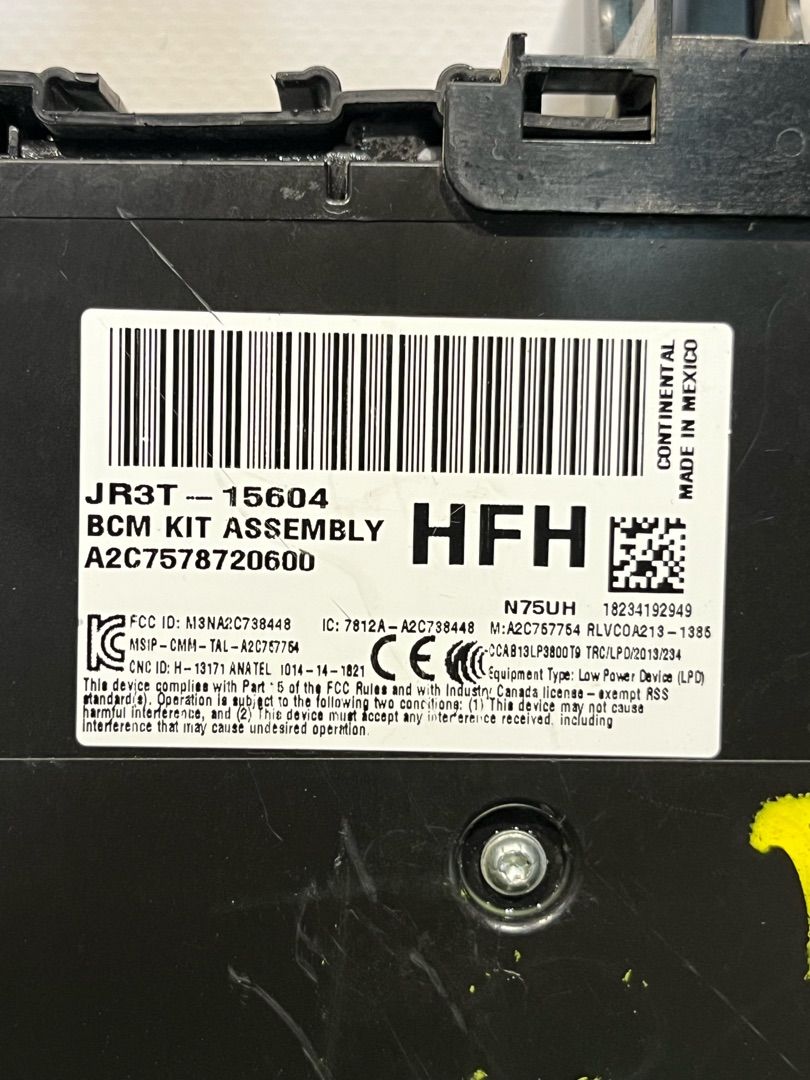 CONTINENTAL
MADE IN MEXICO
JR3T-15604
BCM KIT ASSEMBLY
A2C7578720600
HFH
N75UH 18234192949
FCC ID: M3NA2C738448 IC: 7812A-A2C738448 M:A2C757754 RLVCOA213-1385
MSIP-CMM-TAL-A2C757754 CE CCAB13LP3800T9 TRC/LPD/2013/234
CNC ID: H-13171 ANATEL 1014-14-1821 Equipment Type: Low Power Device (LPD)
This device complies with Part 15 of the FCC Rules and with Industry Canada license-exempt RSS
standard(s). Operation is subject to the following two conditions: (1) This device may not cause
harmful interference, and (2) This device must accept any interference received, including
interference that may cause undesired operation.